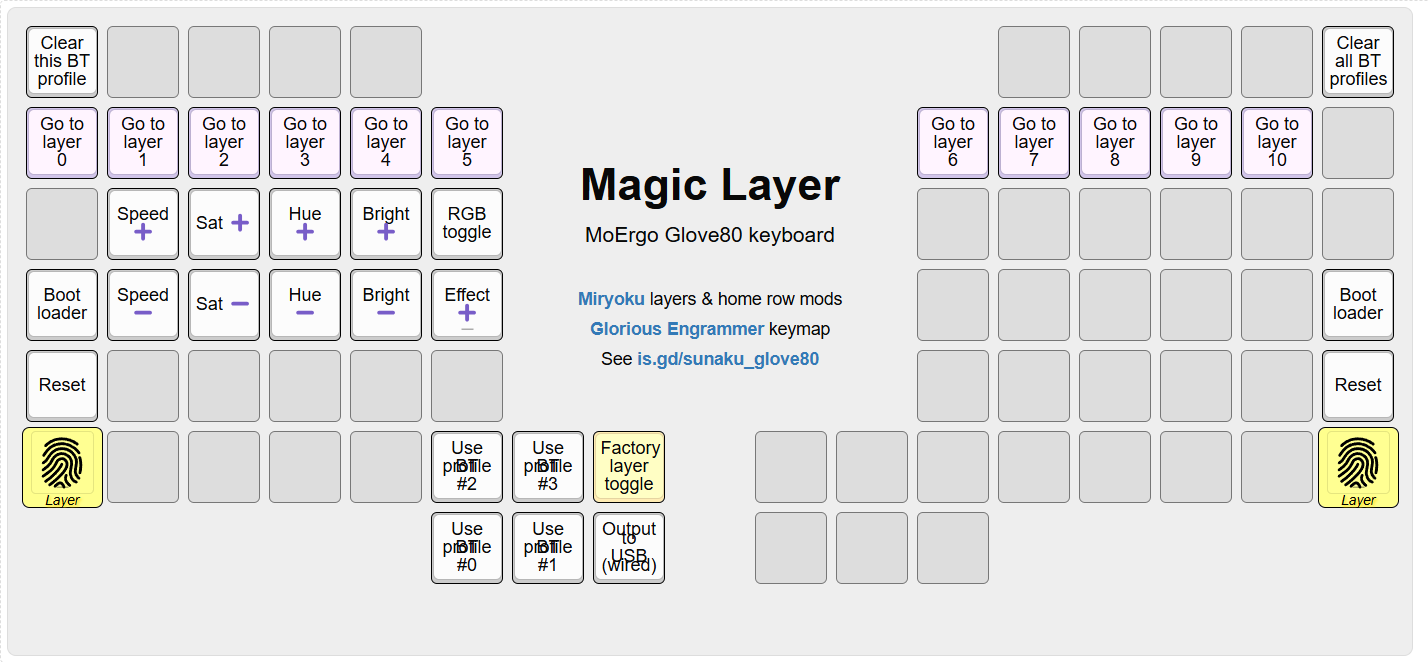 Clear
this BT
profile
Clear
all BT
profiles
Go to
layer
0
Go to
layer
1
Go to
layer
2
Go to
layer
3
Go to
layer
4
Go to
layer
5
Go to
layer
6
Go to
layer
7
Go to
layer
8
Go to
layer
9
Go to
layer
10
Magic Layer
MoErgo Glove80 keyboard
Miryoku layers & home row mods
Glorious Engrammer keymap
See is.gd/sunaku_glove80
Speed
+
Sat +
Hue
+
Bright
+
RGB
toggle
Boot
loader
Speed
−
Sat −
Hue
−
Bright
−
Effect
+
−
Boot
loader
Reset
Reset
Layer
Use
BT
profile
#2
Use
BT
profile
#3
Factory
layer
toggle
Layer
Use
BT
profile
#0
Use
BT
profile
#1
Output
to
USB
(wired)